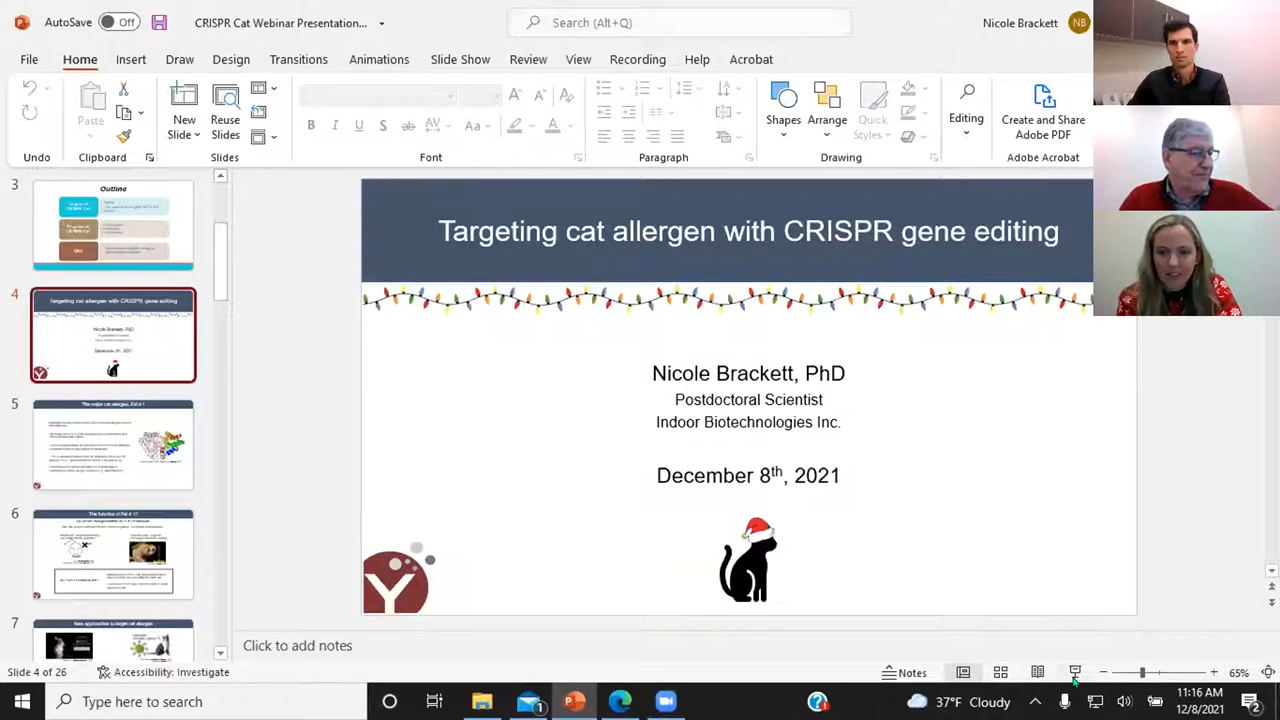 AutoSave Off CRISPR Cat Webinar Presentation... Search (Alt+Q) Nicole Brackett NB
File Home Insert Draw Design Transitions Animations Slide Show Review View Recording Help Acrobat
Paste New Slide Reuse Slides Shapes Arrange Quick Styles Editing Create and Share Adobe PDF
Undo Clipboard Slides Font Paragraph Drawing Adobe Acrobat
3
Outline
4
Targeting cat allergen with CRISPR gene editing
Nicole Brackett, PhD
December 8th, 2021
5
The major cat allergen, Fel d 1
6
The function of Fel d 1?
7
New approaches to target cat allergen
Targeting cat allergen with CRISPR gene editing
Nicole Brackett, PhD
Postdoctoral Scientist
Indoor Biotechnologies Inc.
December 8th, 2021
Y
Click to add notes
Slide 4 of 26 Accessibility: Investigate Notes 65%
Type here to search 37°F Cloudy 11:16 AM
12/8/2021